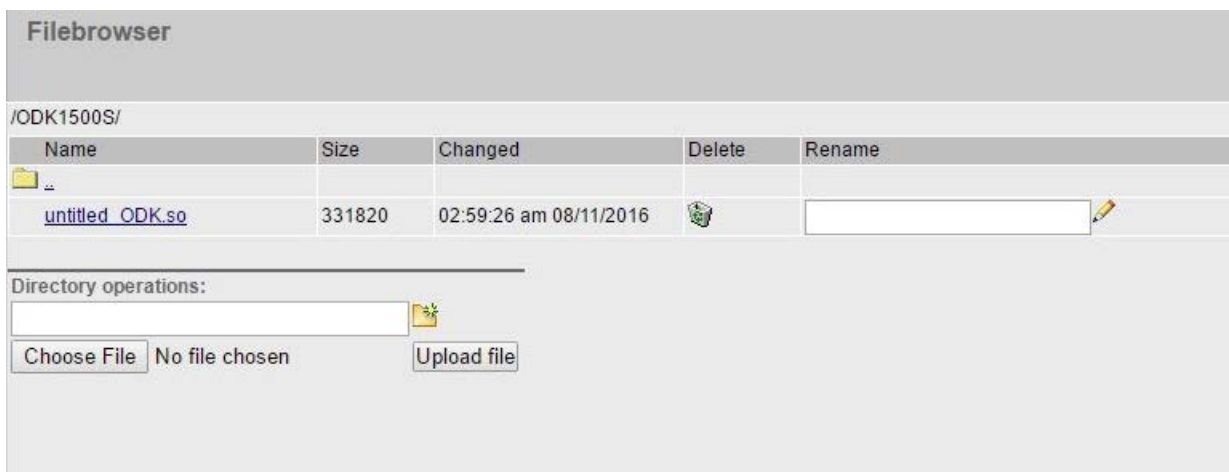 Filebrowser
/ODK1500S/
Name Size Changed Delete Rename
..
untitled_ODK.so 331820 02:59:26 am 08/11/2016
Directory operations:
Choose File No file chosen Upload file